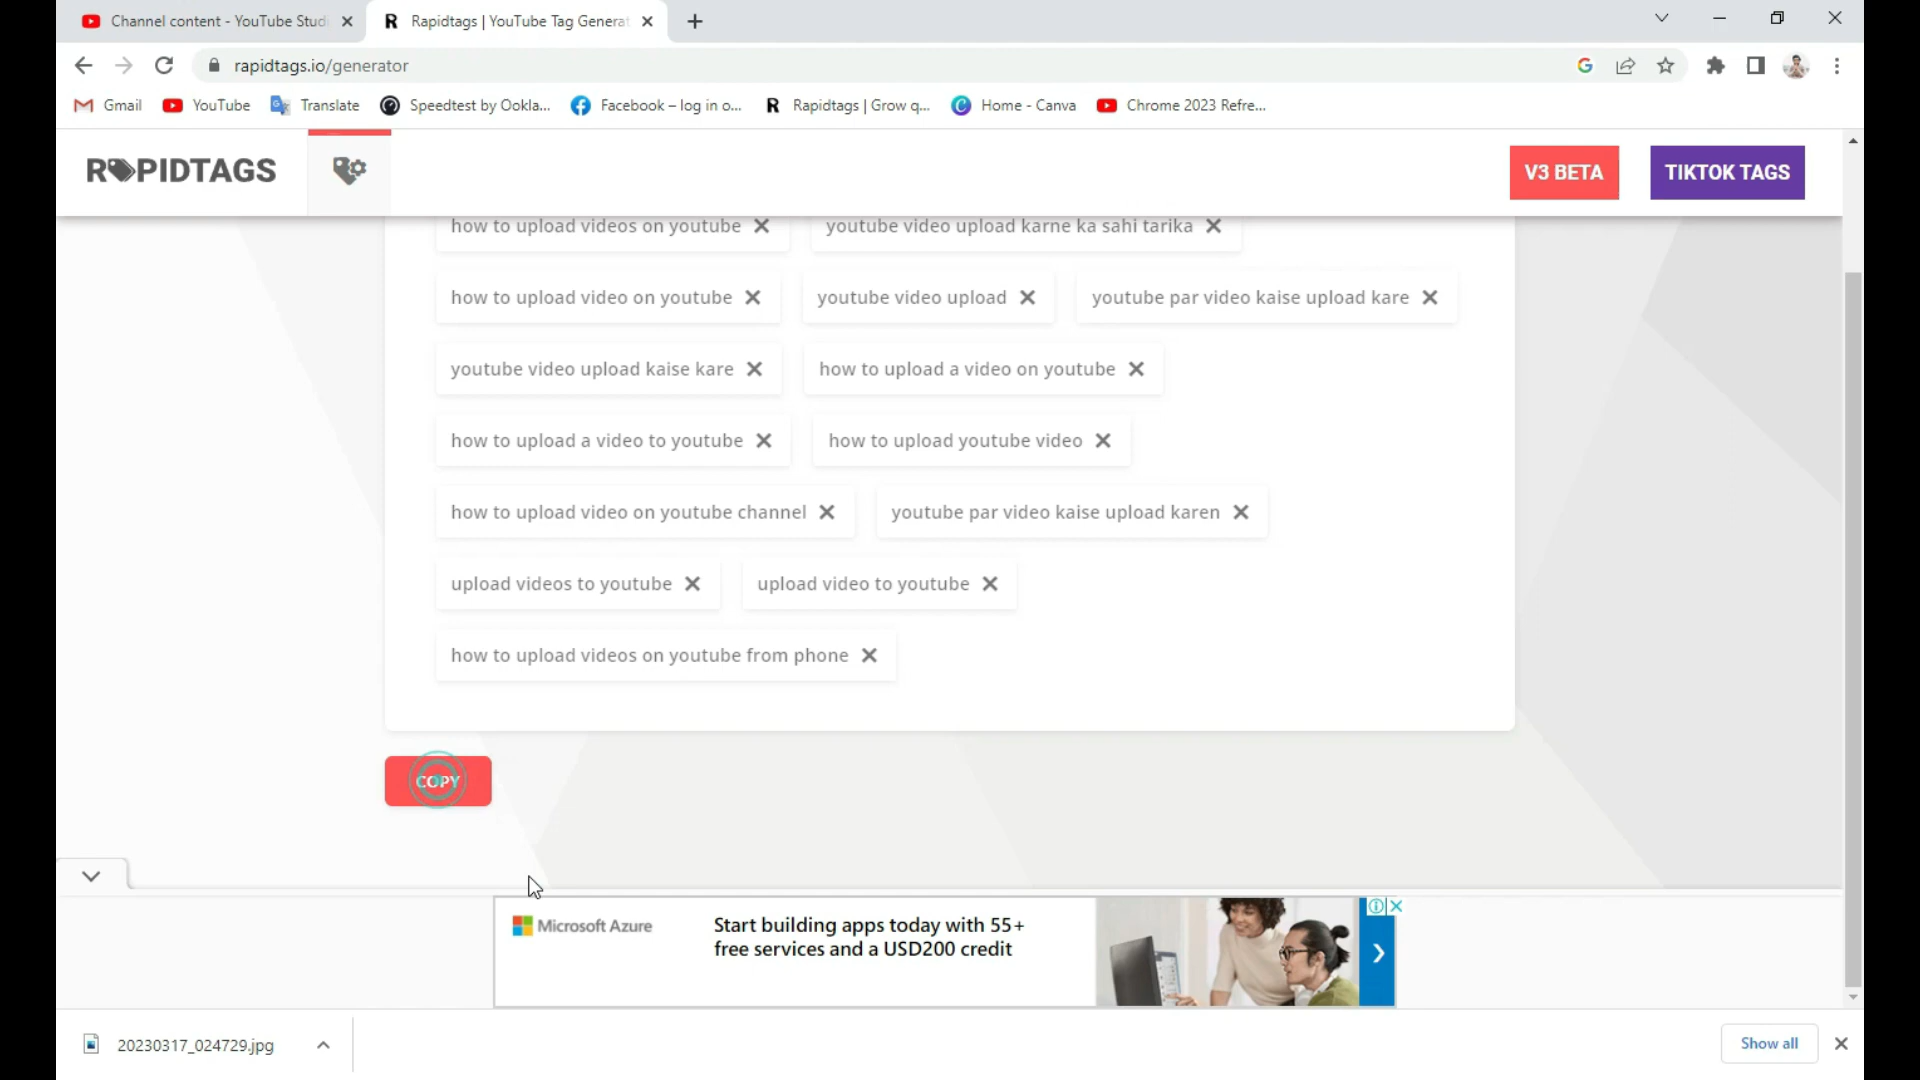 Channel content - YouTube Stud
Rapidtags | YouTube Tag Generat
rapidtags.io/generator
Gmail
YouTube
Translate
Speedtest by Ookla...
Facebook – log in o...
Rapidtags | Grow q...
Home - Canva
Chrome 2023 Refre...
RAPIDTAGS
V3 BETA
TIKTOK TAGS
how to upload videos on youtube
youtube video upload karne ka sahi tarika
how to upload video on youtube
youtube video upload
youtube par video kaise upload kare
youtube video upload kaise kare
how to upload a video on youtube
how to upload a video to youtube
how to upload youtube video
how to upload video on youtube channel
youtube par video kaise upload karen
upload videos to youtube
upload video to youtube
how to upload videos on youtube from phone
COPY
Microsoft Azure
Start building apps today with 55+
free services and a USD200 credit
20230317_024729.jpg
Show all